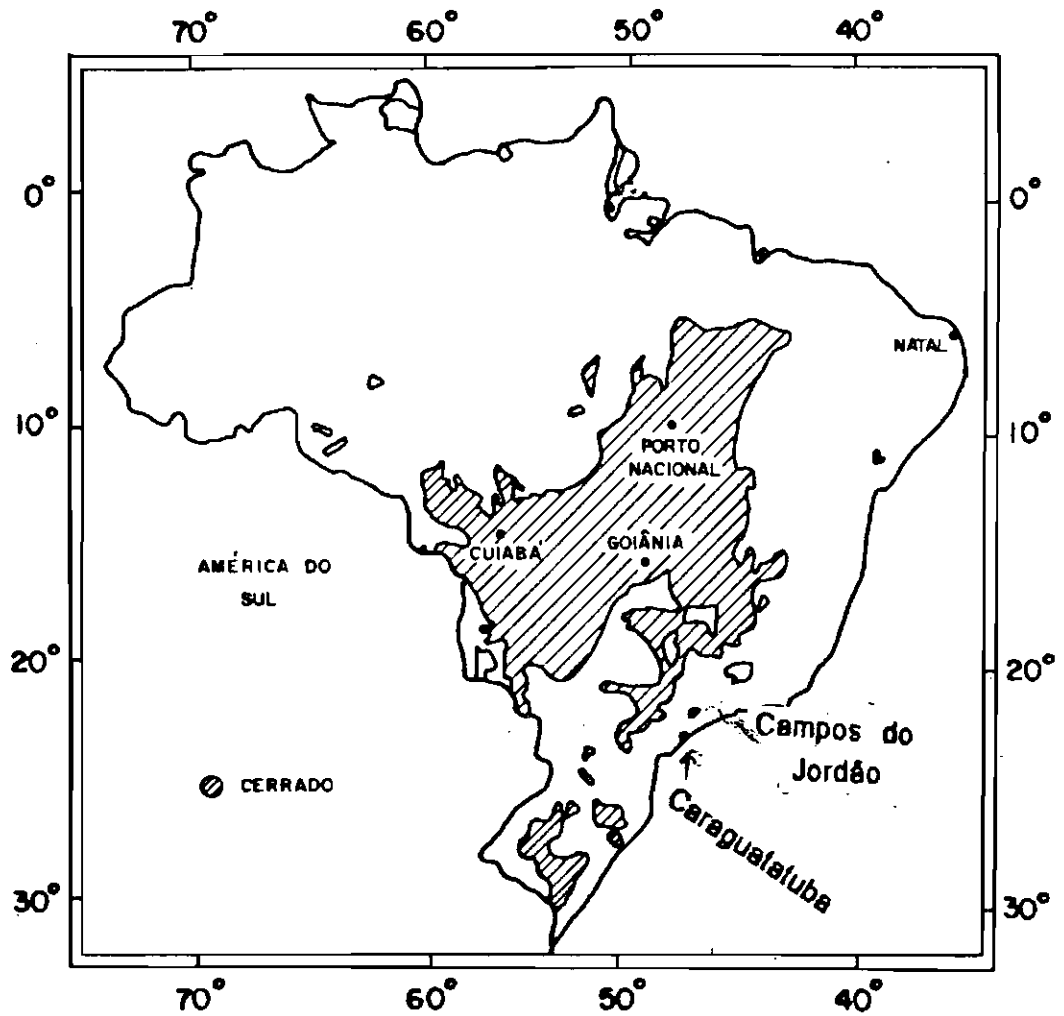 70° 60° 50° 40°
0° 0°
NATAL
10° 10°
PORTO
NACIONAL
CUIABÁ GOIÂNIA
AMÉRICA DO
SUL
20° 20°
Campos do
Jordão
CERRADO
Caraguatatuba
30° 30°
70° 60° 50° 40°